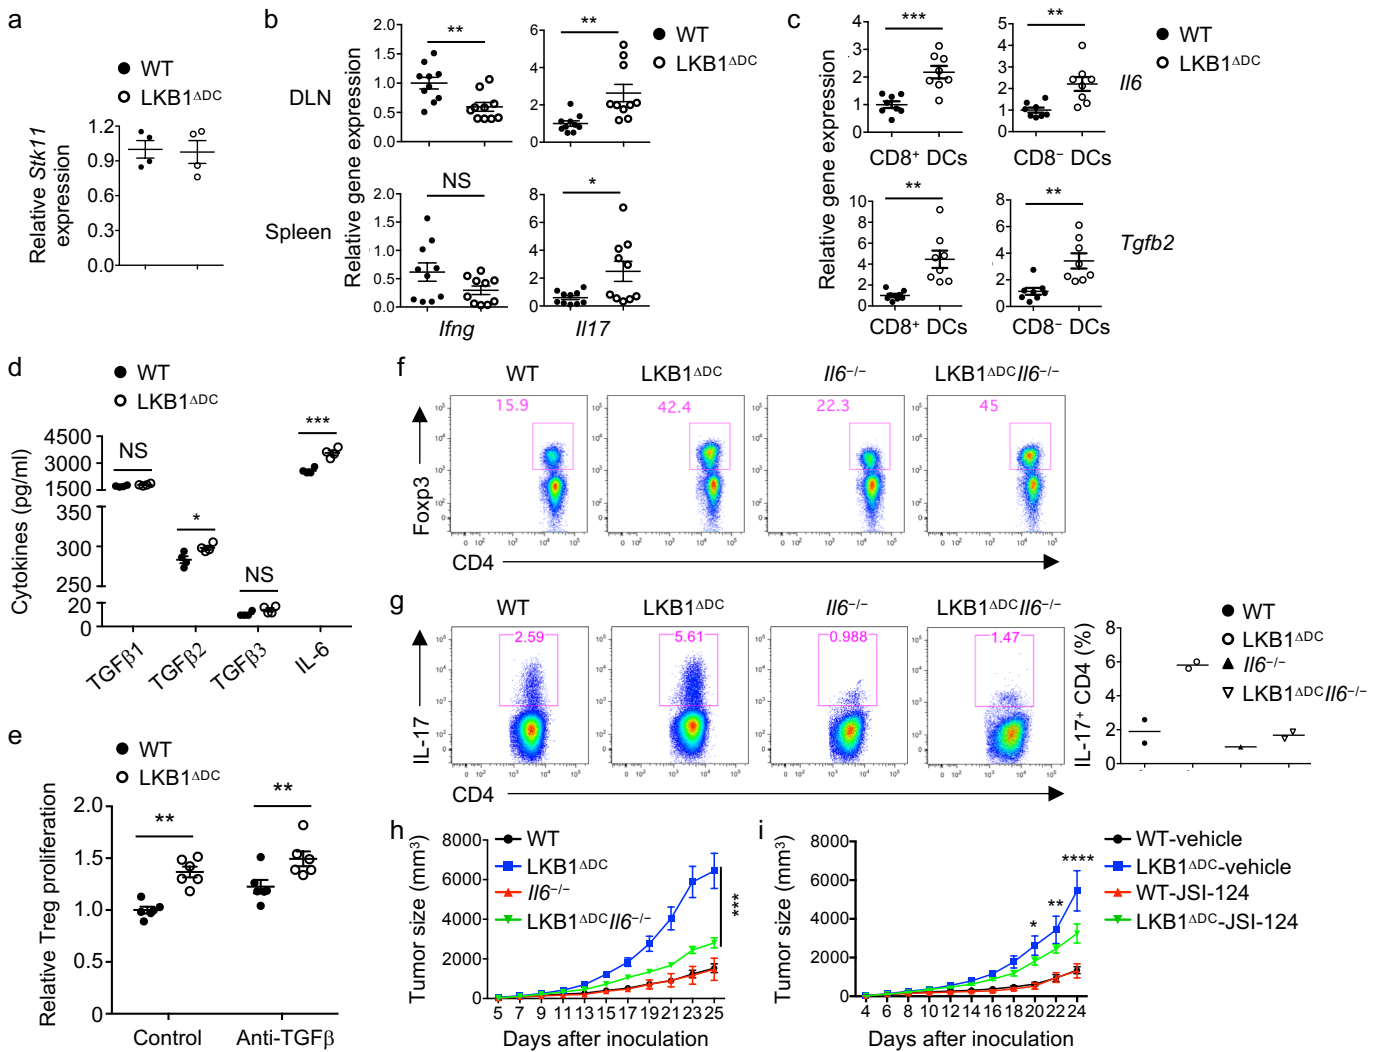 a
WT
LKB1ΔDC
Relative Stk11
expression
1.2
0.9
0.6
0.3
0.0
b
WT
LKB1ΔDC
Relative gene expression
DLN
2.0
1.5
1.0
0.5
0.0
**
6
4
2
0
**
Spleen
2.0
1.5
1.0
0.5
0.0
NS
8
6
4
2
0
*
Ifng
Il17
c
WT
LKB1ΔDC
Relative gene expression
4
3
2
1
0
***
CD8+ DCs
5
4
3
2
1
0
**
CD8− DCs
Il6
10
8
6
4
2
0
**
CD8+ DCs
8
6
4
2
0
**
CD8− DCs
Tgfb2
d
WT
LKB1ΔDC
Cytokines (pg/ml)
4500
3000
1500
350
300
250
20
0
NS
*
NS
***
TGFβ1
TGFβ2
TGFβ3
IL-6
e
WT
LKB1ΔDC
Relative Treg proliferation
2.0
1.5
1.0
0.5
0
**
**
Control
Anti-TGFβ
f
WT
LKB1ΔDC
Il6−/−
LKB1ΔDCIl6−/−
15.9
42.4
22.3
45
Foxp3
CD4
g
WT
LKB1ΔDC
Il6−/−
LKB1ΔDCIl6−/−
2.59
5.61
0.988
1.47
IL-17
CD4
WT
LKB1ΔDC
Il6−/−
LKB1ΔDCIl6−/−
IL-17+ CD4 (%)
8
6
4
2
0
h
WT
LKB1ΔDC
Il6−/−
LKB1ΔDCIl6−/−
Tumor size (mm3)
8000
6000
4000
2000
0
***
5 7 9 11 13 15 17 19 21 23 25
Days after inoculation
i
WT-vehicle
LKB1ΔDC-vehicle
WT-JSI-124
LKB1ΔDC-JSI-124
Tumor size (mm3)
8000
6000
4000
2000
0
* ** ****
4 6 8 10 12 14 16 18 20 22 24
Days after inoculation